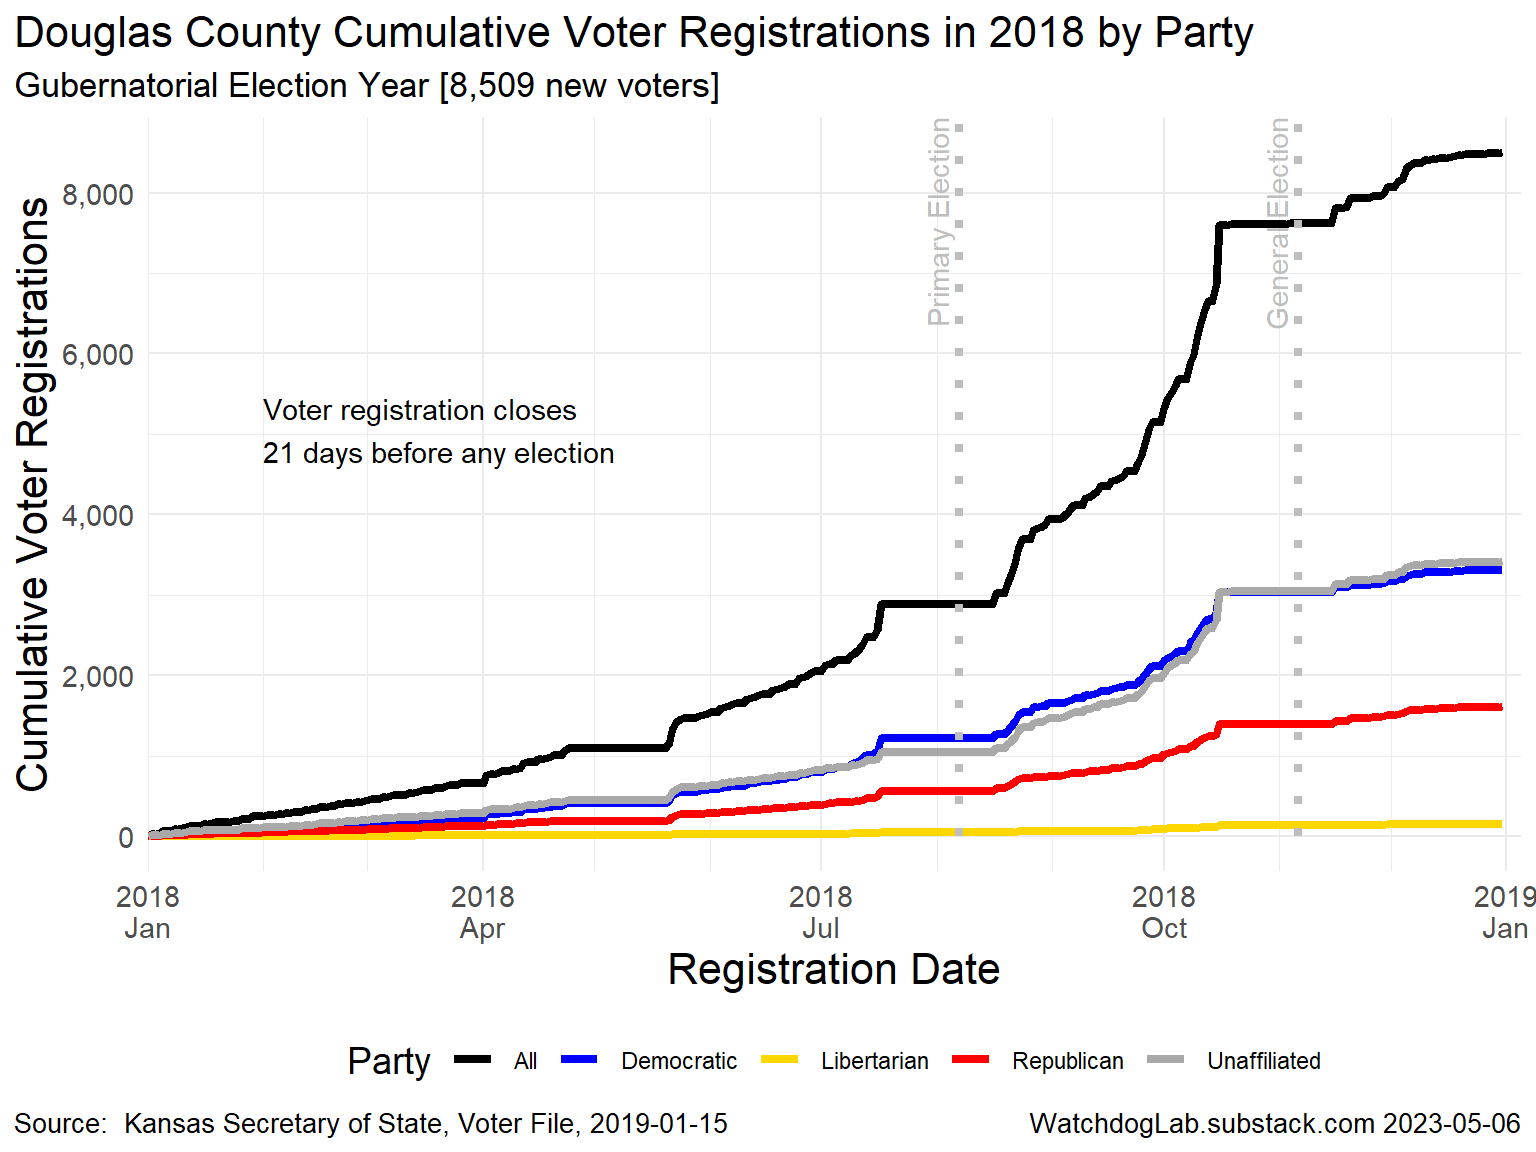 Douglas County Cumulative Voter Registrations in 2018 by Party
Gubernatorial Election Year [8,509 new voters]
Cumulative Voter Registrations
8,000
6,000
4,000
2,000
0
Primary Election
General Election
Voter registration closes
21 days before any election
2018
Jan
2018
Apr
2018
Jul
2018
Oct
2019
Jan
Registration Date
Party All Democratic Libertarian Republican Unaffiliated
Source:  Kansas Secretary of State, Voter File, 2019-01-15
WatchdogLab.substack.com 2023-05-06